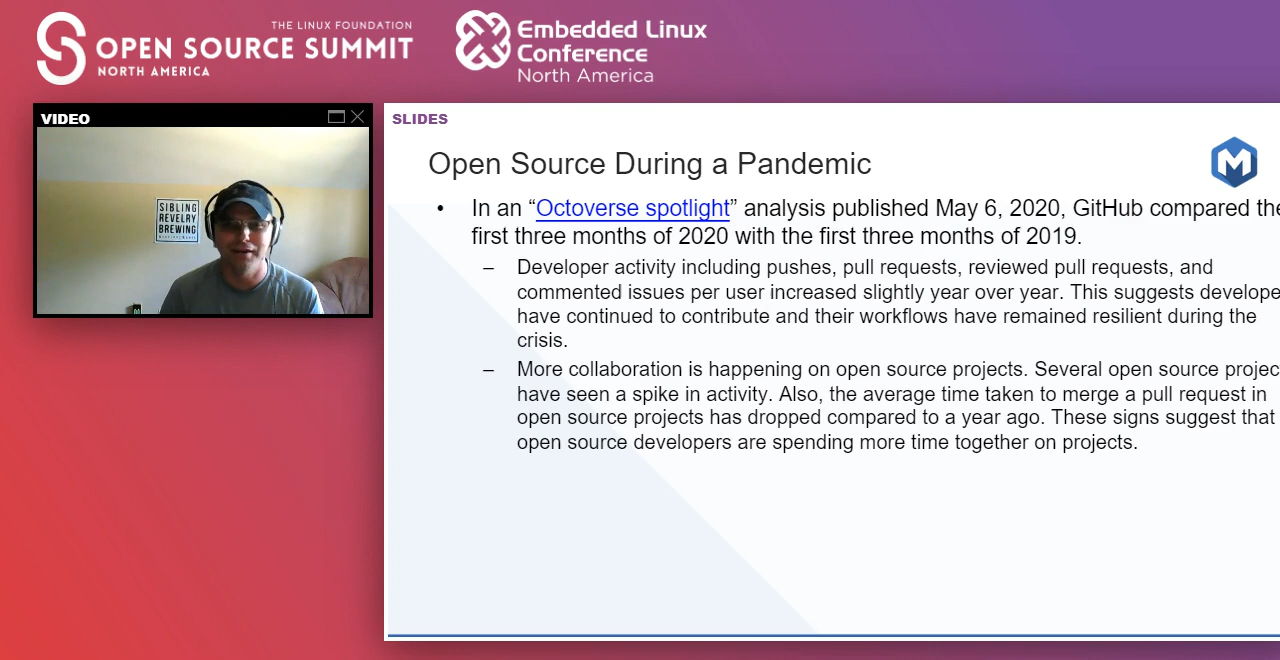 THE LINUX FOUNDATION
OPEN SOURCE SUMMIT
NORTH AMERICA
Embedded Linux
Conference
North America
VIDEO
SIBLING
REVELRY
BREWING
SLIDES
Open Source During a Pandemic
M
• In an “Octoverse spotlight” analysis published May 6, 2020, GitHub compared the
first three months of 2020 with the first three months of 2019.
– Developer activity including pushes, pull requests, reviewed pull requests, and
commented issues per user increased slightly year over year. This suggests develope
have continued to contribute and their workflows have remained resilient during the
crisis.
– More collaboration is happening on open source projects. Several open source projec
have seen a spike in activity. Also, the average time taken to merge a pull request in
open source projects has dropped compared to a year ago. These signs suggest that
open source developers are spending more time together on projects.